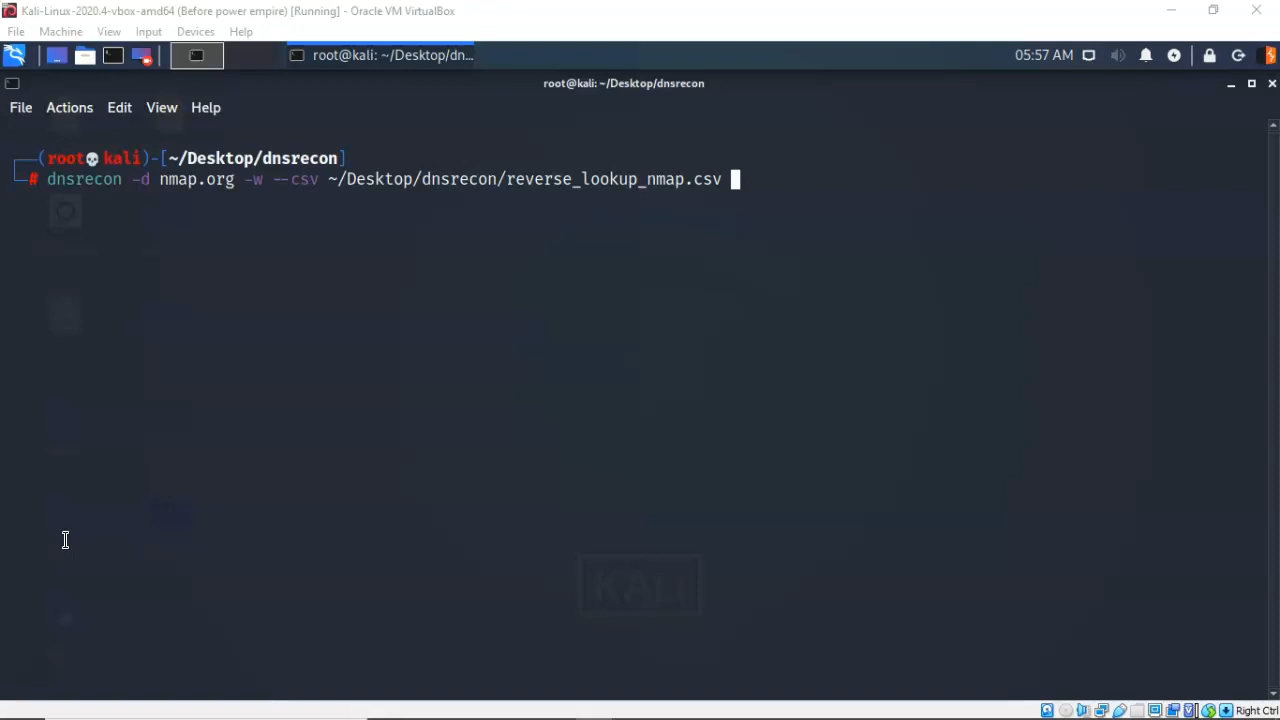 Kali-Linux-2020.4-vbox-amd64 (Before power empire) [Running] - Oracle VM VirtualBox
File Machine View Input Devices Help
root@kali: ~/Desktop/dn... 05:57 AM
root@kali: ~/Desktop/dnsrecon
File Actions Edit View Help
┌──(root💀kali)-[~/Desktop/dnsrecon]
└─# dnsrecon -d nmap.org -w --csv ~/Desktop/dnsrecon/reverse_lookup_nmap.csv
KALI
Right Ctrl